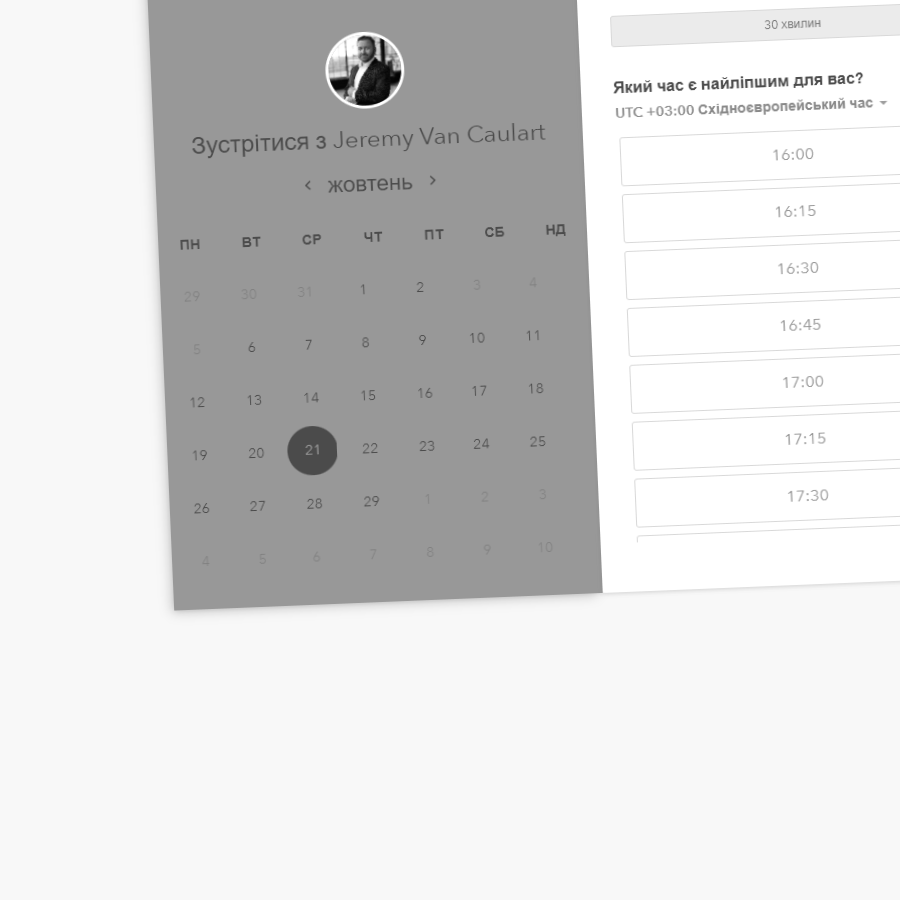 Зустрітися з Jeremy Van Caulart
‹ жовтень ›
ПН ВТ СР ЧТ ПТ СБ НД
29 30 31 1 2 3 4
5 6 7 8 9 10 11
12 13 14 15 16 17 18
19 20 21 22 23 24 25
26 27 28 29 1 2 3
4 5 6 7 8 9 10
30 хвилин
Який час є найліпшим для вас?
UTC +03:00 Східноєвропейський час
16:00
16:15
16:30
16:45
17:00
17:15
17:30